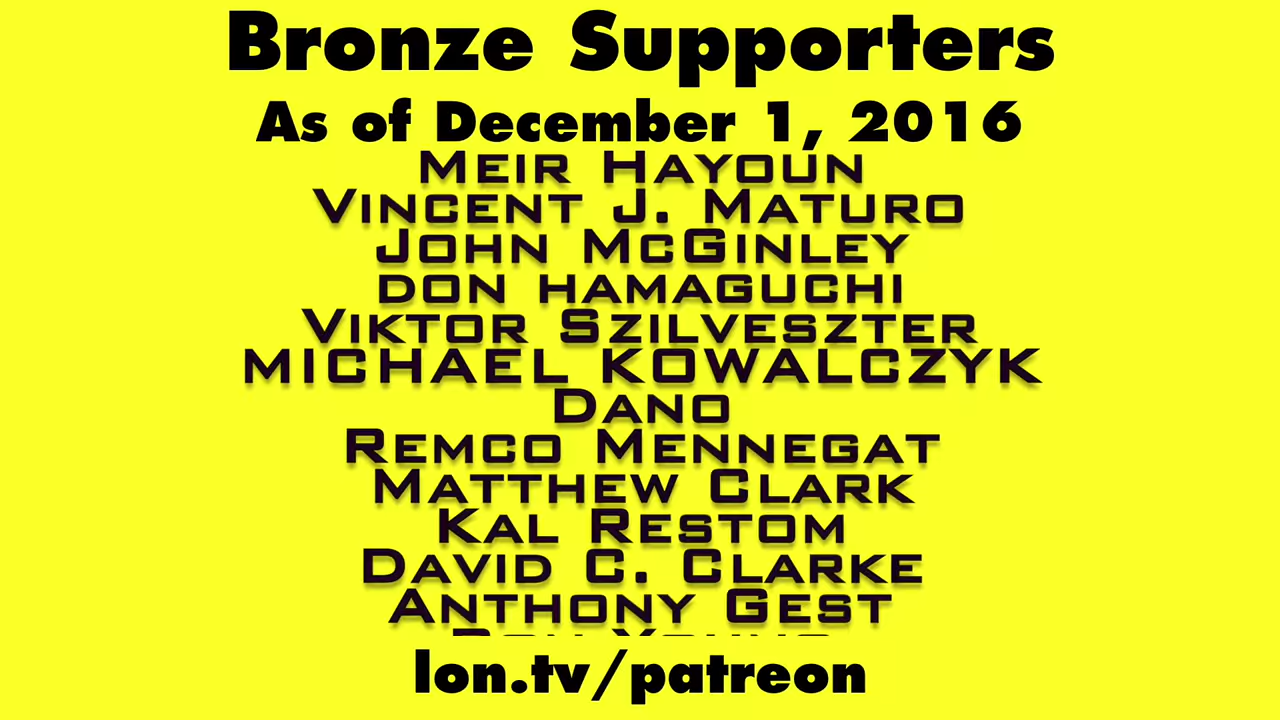 Bronze Supporters
As of December 1, 2016
MEIR HAYOUN
VINCENT J. MATURO
JOHN MCGINLEY
DON HAMAGUCHI
VIKTOR SZILVESZTER
MICHAEL KOWALCZYK
DANO
REMCO MENNEGAT
MATTHEW CLARK
KAL RESTOM
DAVID C. CLARKE
ANTHONY GEST
lon.tv/patreon